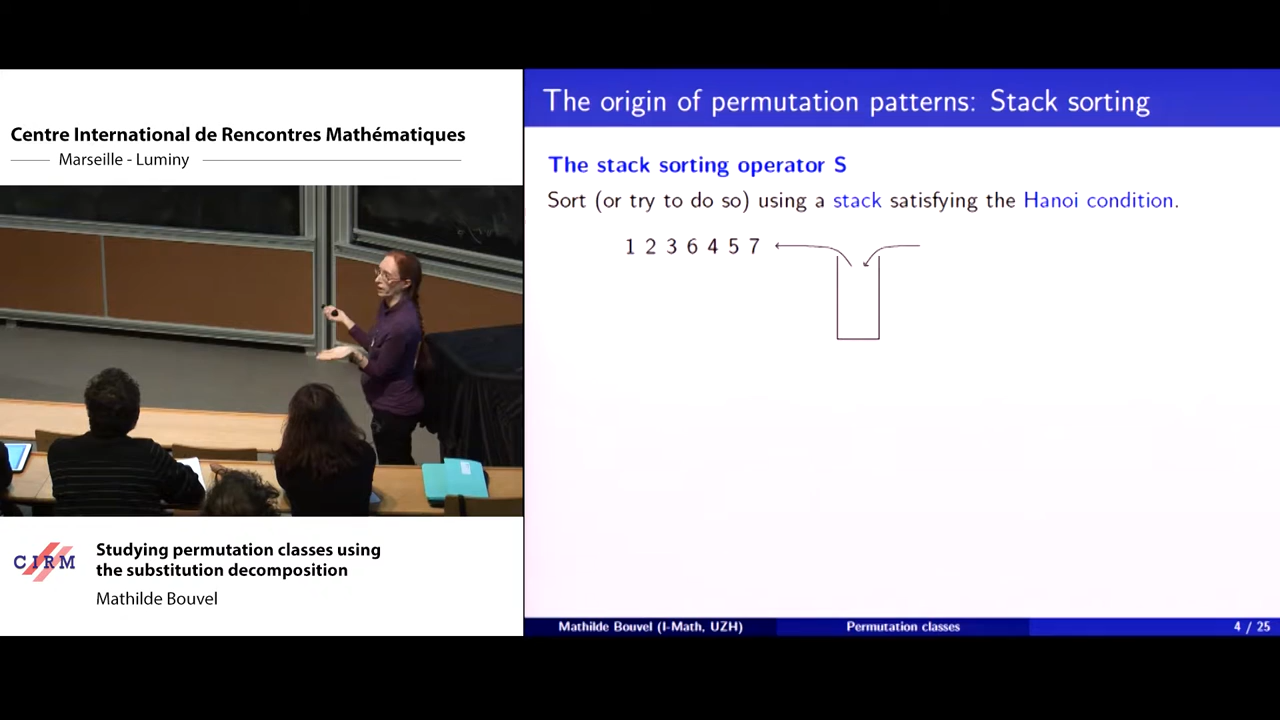 Centre International de Rencontres Mathématiques
Marseille - Luminy
CIRM
Studying permutation classes using
the substitution decomposition
Mathilde Bouvel
The origin of permutation patterns: Stack sorting
The stack sorting operator S
Sort (or try to do so) using a stack satisfying the Hanoi condition.
1 2 3 6 4 5 7
Mathilde Bouvel (I-Math, UZH)
Permutation classes
4 / 25